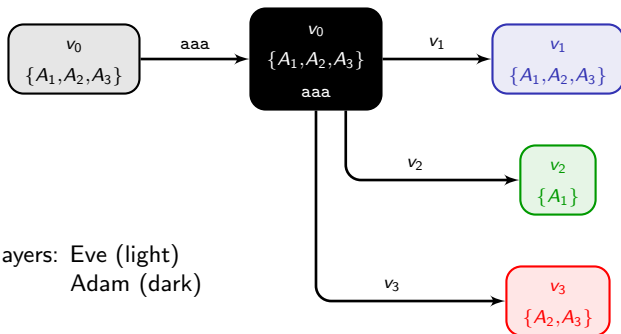 v₀
{A₁,A₂,A₃}
aaa
v₀
{A₁,A₂,A₃}
aaa
v₁
v₁
{A₁,A₂,A₃}
v₂
v₂
{A₁}
v₃
v₃
{A₂,A₃}
ayers: Eve (light)
Adam (dark)